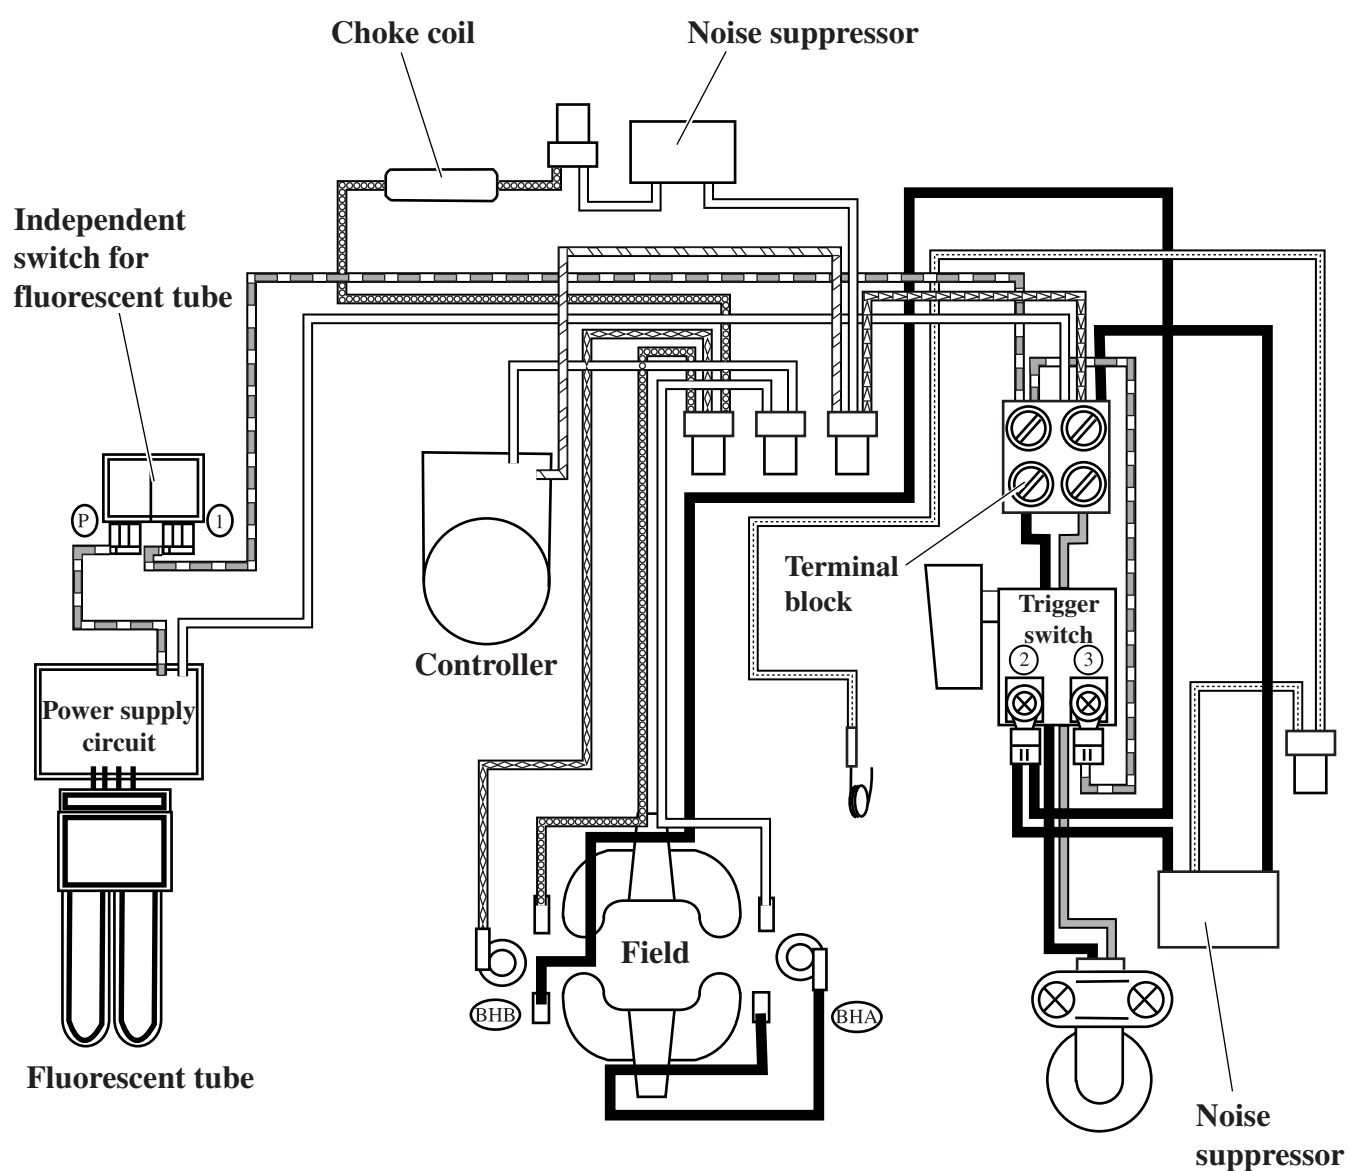 Choke coil
Noise suppressor
Independent
switch for
fluorescent tube
P
1
Terminal
block
Trigger
switch
2
3
Controller
Power supply
circuit
Field
BHB
BHA
Fluorescent tube
Noise
suppressor